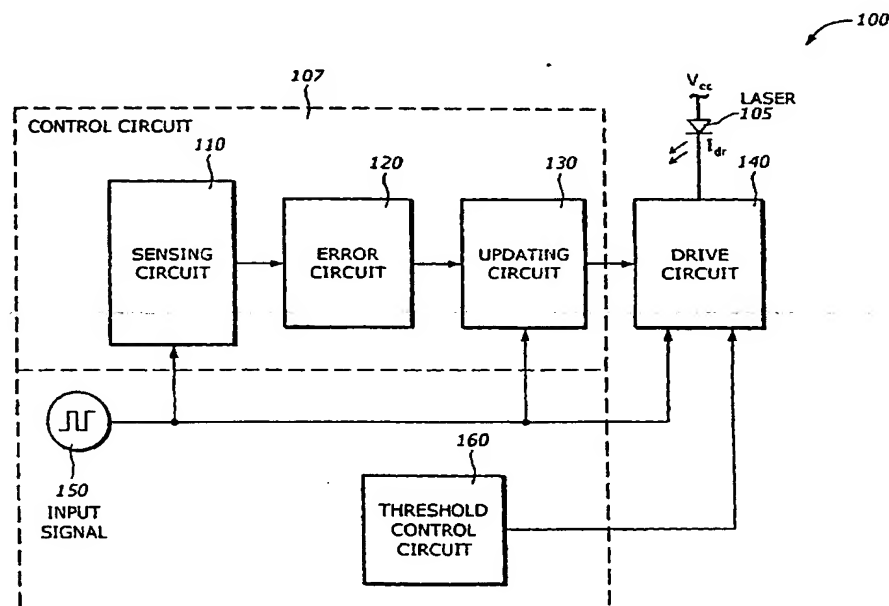 100
107
V_cc
LASER
105
I_dr
CONTROL CIRCUIT
110
120
130
140
SENSING
CIRCUIT
ERROR
CIRCUIT
UPDATING
CIRCUIT
DRIVE
CIRCUIT
150
INPUT
SIGNAL
160
THRESHOLD
CONTROL
CIRCUIT